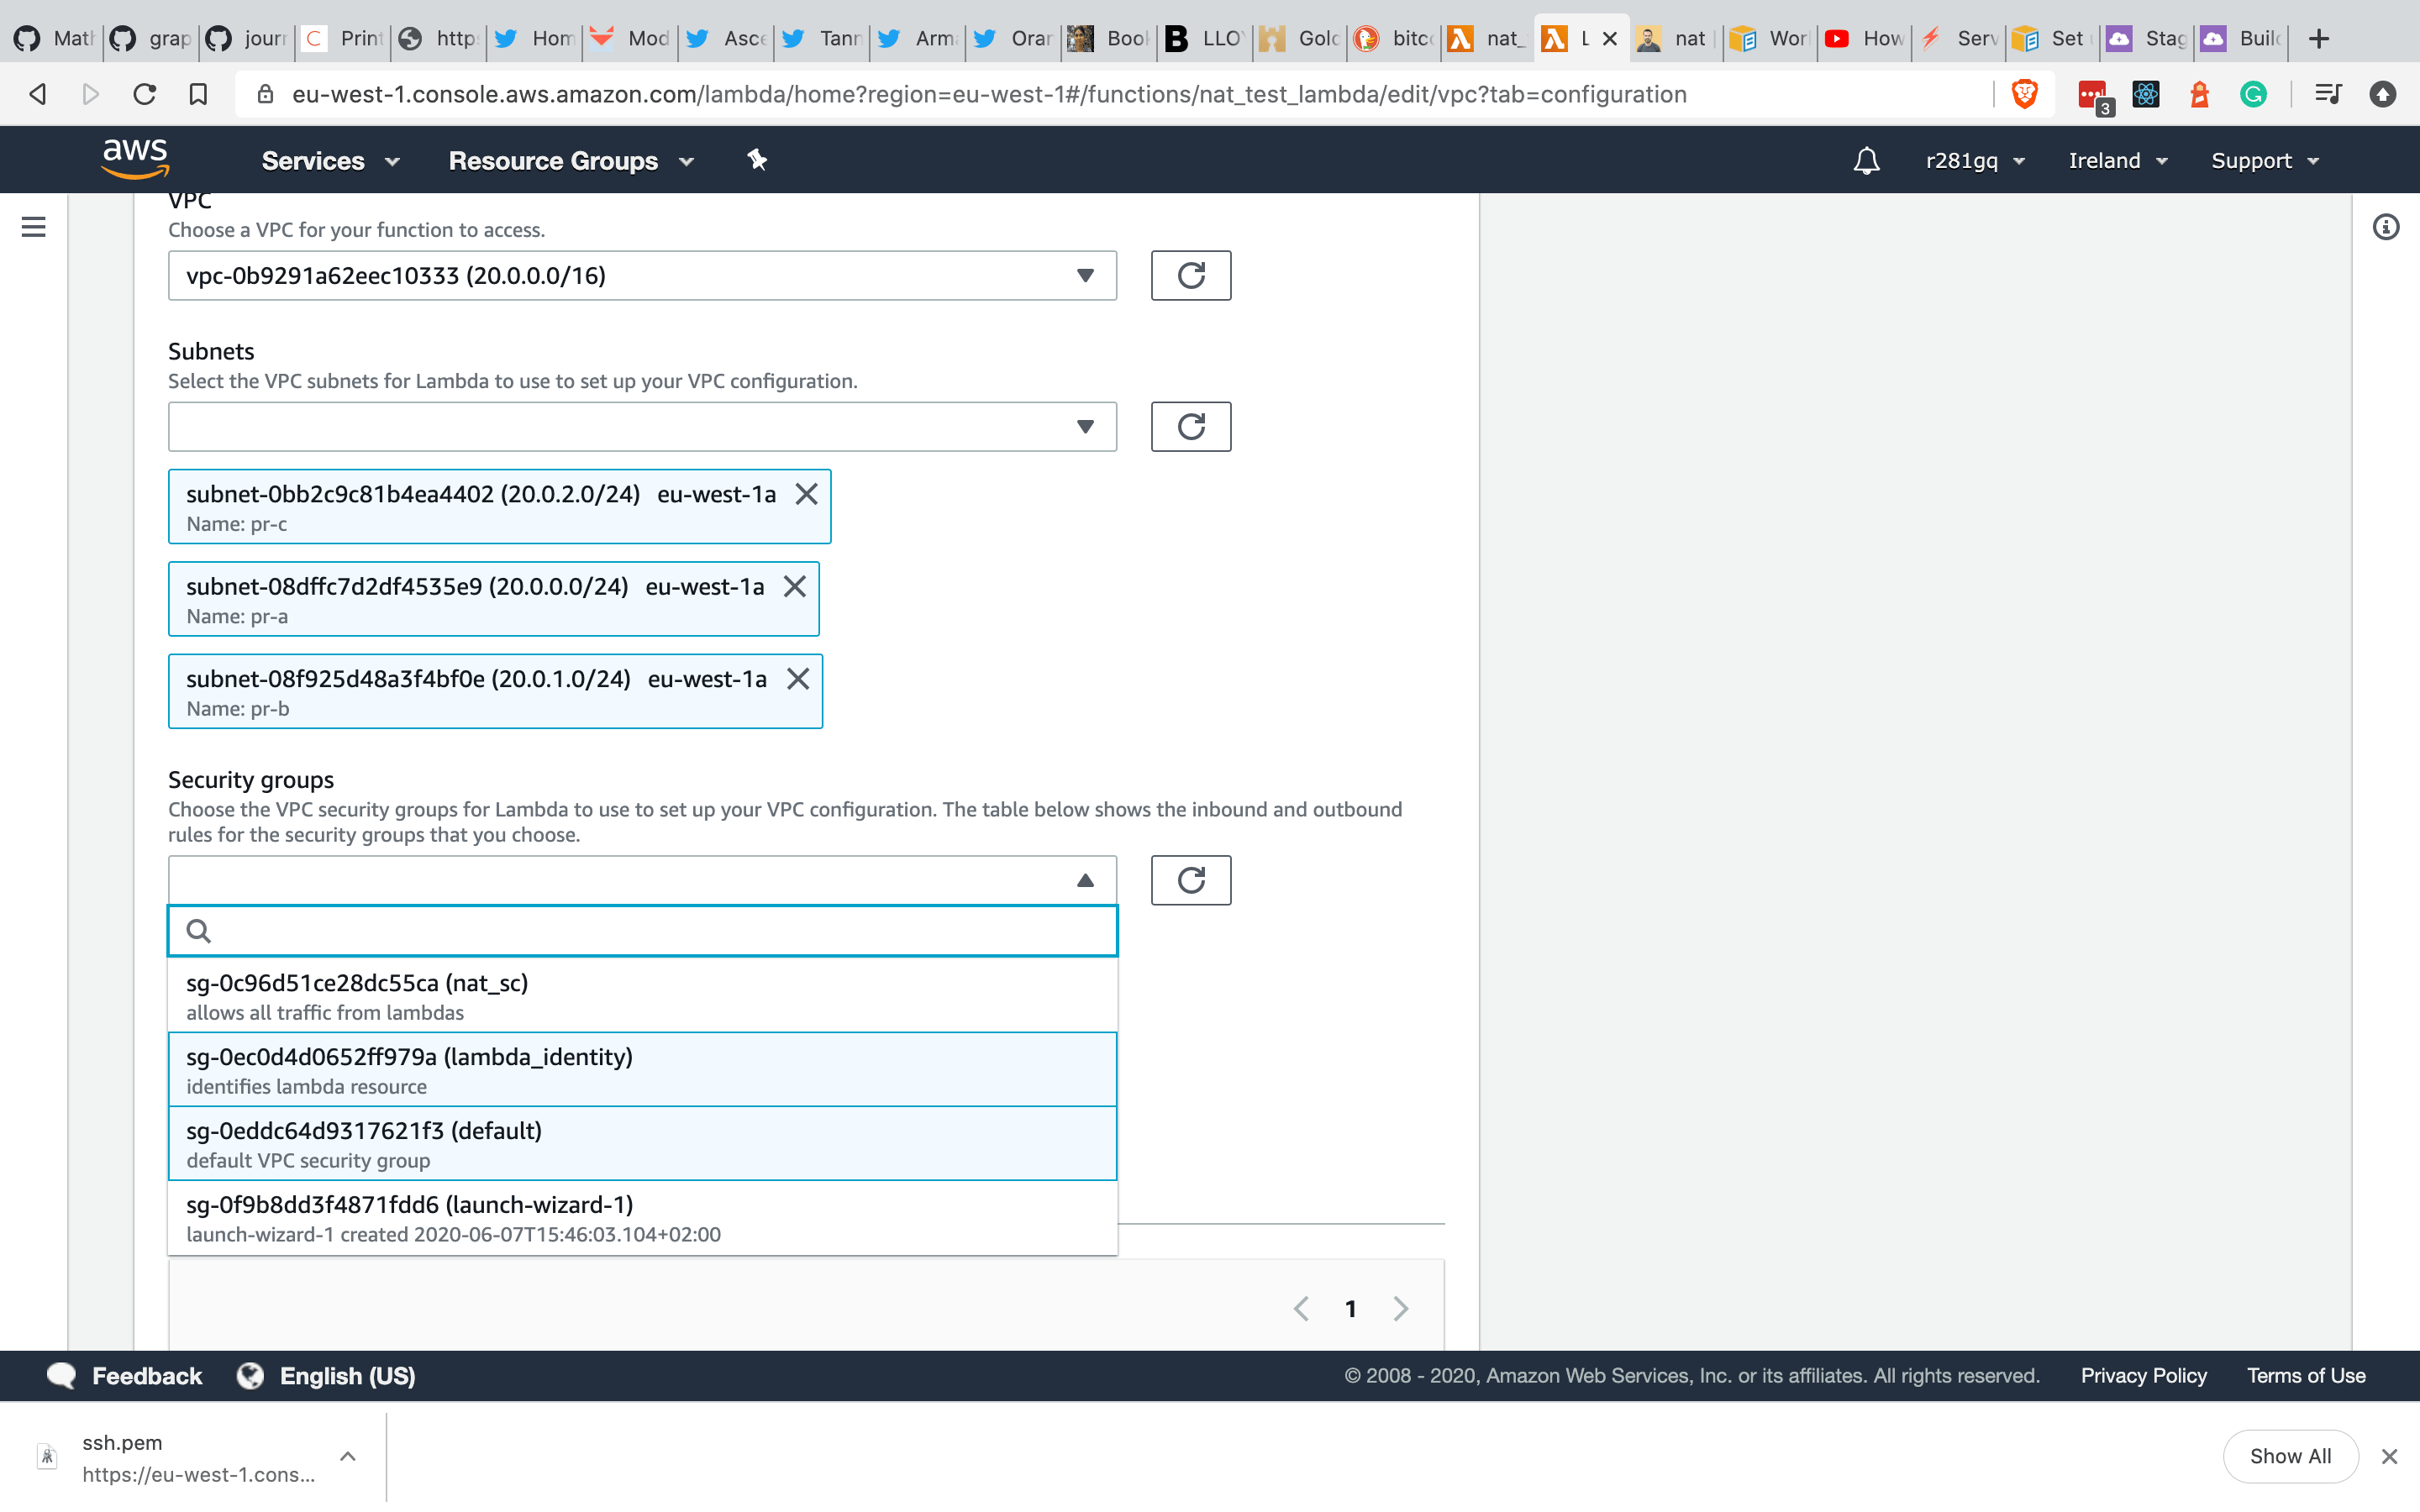 Math
grap
jour
Print
http
Hom
Mod
Asce
Tann
Arma
Oran
Book
LLO
Gold
bitc
nat_
L
nat
Wor
How
Serv
Set
Stag
Build
eu-west-1.console.aws.amazon.com/lambda/home?region=eu-west-1#/functions/nat_test_lambda/edit/vpc?tab=configuration
3
aws
Services
Resource Groups
r281gq
Ireland
Support
VPC
Choose a VPC for your function to access.
vpc-0b9291a62eec10333 (20.0.0.0/16)
Subnets
Select the VPC subnets for Lambda to use to set up your VPC configuration.
subnet-0bb2c9c81b4ea4402 (20.0.2.0/24) eu-west-1a
Name: pr-c
subnet-08dffc7d2df4535e9 (20.0.0.0/24) eu-west-1a
Name: pr-a
subnet-08f925d48a3f4bf0e (20.0.1.0/24) eu-west-1a
Name: pr-b
Security groups
Choose the VPC security groups for Lambda to use to set up your VPC configuration. The table below shows the inbound and outbound
rules for the security groups that you choose.
sg-0c96d51ce28dc55ca (nat_sc)
allows all traffic from lambdas
sg-0ec0d4d0652ff979a (lambda_identity)
identifies lambda resource
sg-0eddc64d9317621f3 (default)
default VPC security group
sg-0f9b8dd3f4871fdd6 (launch-wizard-1)
launch-wizard-1 created 2020-06-07T15:46:03.104+02:00
1
Feedback
English (US)
© 2008 - 2020, Amazon Web Services, Inc. or its affiliates. All rights reserved.
Privacy Policy
Terms of Use
ssh.pem
https://eu-west-1.cons...
Show All